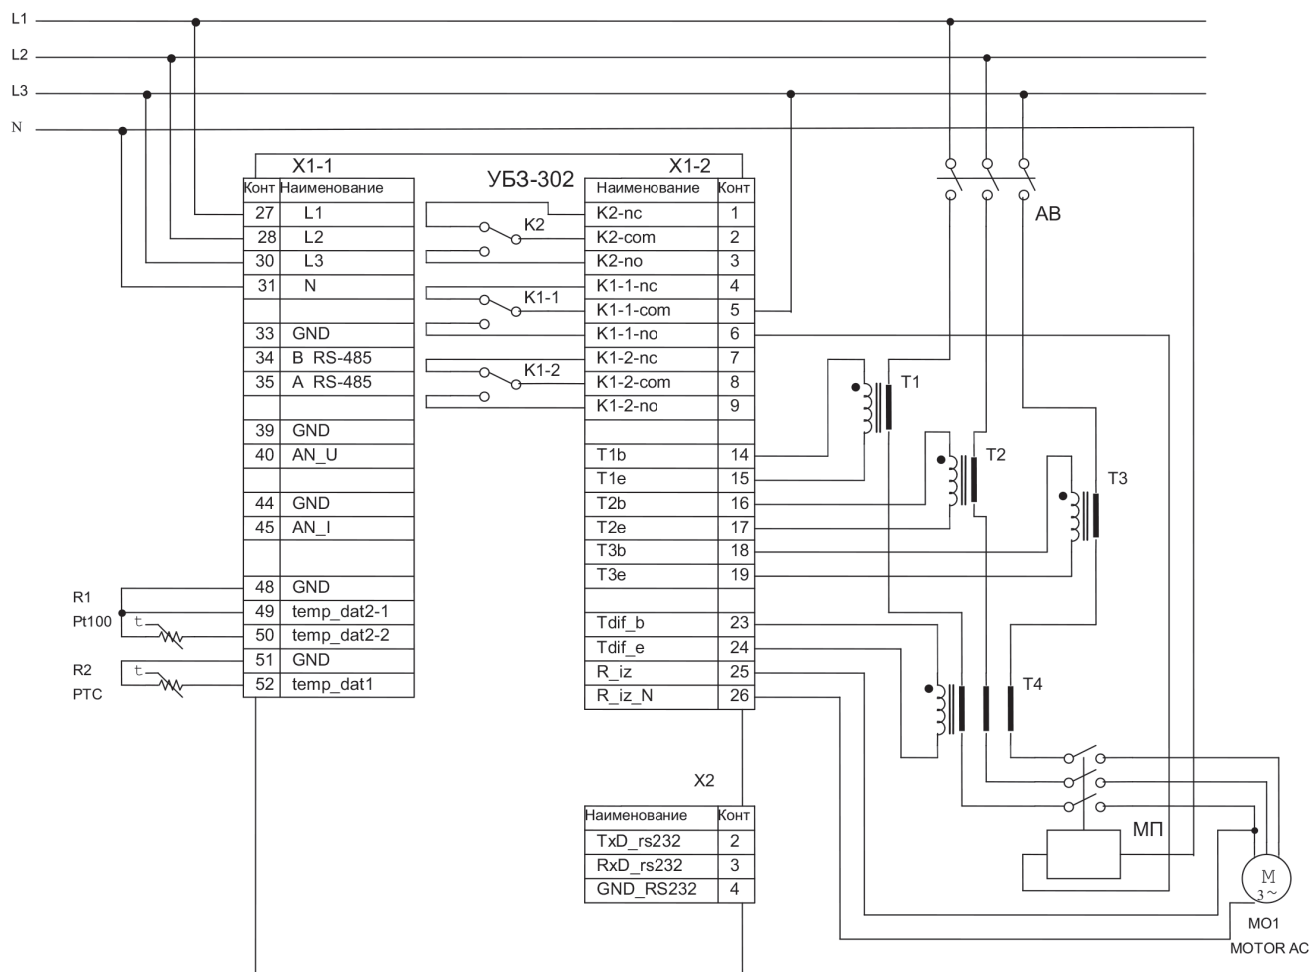 L1
L2
L3
N
X1-1
УБЗ-302
X1-2
Конт Наименование
27 L1
28 L2
30 L3
31 N
33 GND
34 B RS-485
35 A RS-485
39 GND
40 AN_U
44 GND
45 AN_I
48 GND
49 temp_dat2-1
50 temp_dat2-2
51 GND
52 temp_dat1
R1
Pt100
t
R2
PTC
t
K2
K1-1
K1-2
Наименование Конт
K2-nc 1
K2-com 2
K2-no 3
K1-1-nc 4
K1-1-com 5
K1-1-no 6
K1-2-nc 7
K1-2-com 8
K1-2-no 9
T1b 14
T1e 15
T2b 16
T2e 17
T3b 18
T3e 19
Tdif_b 23
Tdif_e 24
R_iz 25
R_iz_N 26
X2
Наименование Конт
TxD_rs232 2
RxD_rs232 3
GND_RS232 4
AB
T1
T2
T3
T4
МП
M
3~
MO1
MOTOR AC